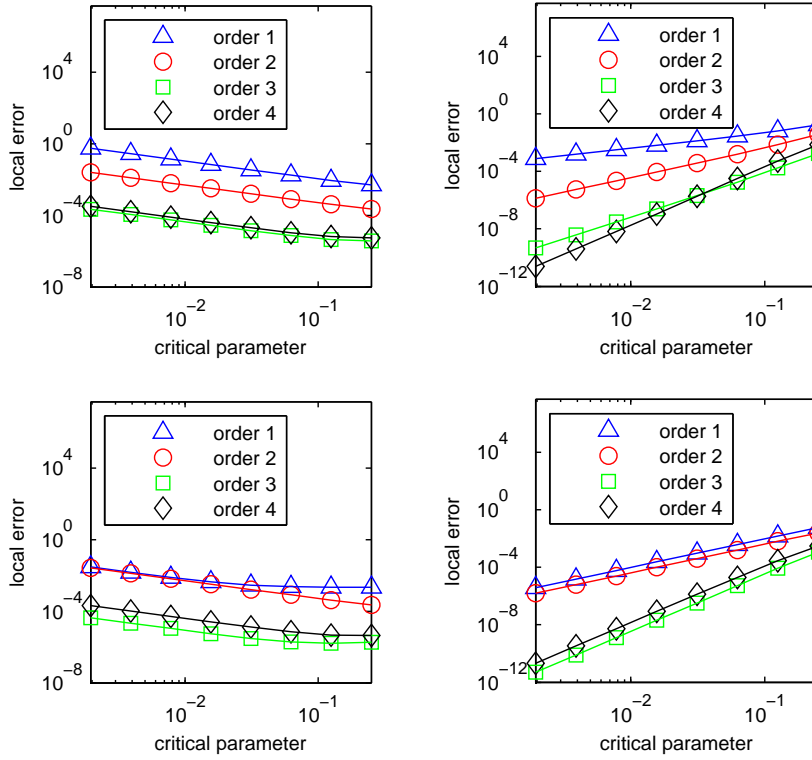 order 1
order 2
order 3
order 4
10^4
10^0
10^−4
10^−8
local error
10^−2
10^−1
critical parameter
order 1
order 2
order 3
order 4
10^4
10^0
10^−4
10^−8
10^−12
local error
10^−2
10^−1
critical parameter
order 1
order 2
order 3
order 4
10^4
10^0
10^−4
10^−8
local error
10^−2
10^−1
critical parameter
order 1
order 2
order 3
order 4
10^4
10^0
10^−4
10^−8
10^−12
local error
10^−2
10^−1
critical parameter